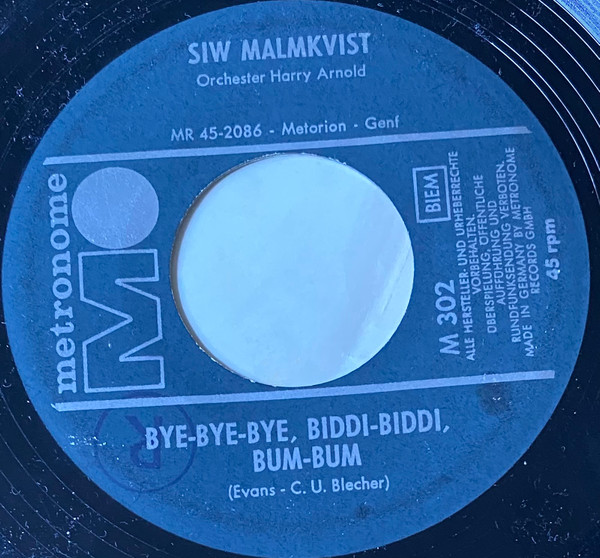 SIW MALMKVIST
Orchester Harry Arnold
MR 45-2086 - Metorion - Genf
metronome
BIEM
M 302
ALLE HERSTELLER- UND URHEBERRECHTE
VORBEHALTEN.
ÜBERSPIELUNG, ÖFFENTLICHE
AUFFÜHRUNG UND
RUNDFUNKSENDUNG VERBOTEN.
MADE IN GERMANY BY METRONOME
RECORDS GMBH
45 rpm
BYE-BYE-BYE, BIDDI-BIDDI,
BUM-BUM
(Evans - C. U. Blecher)